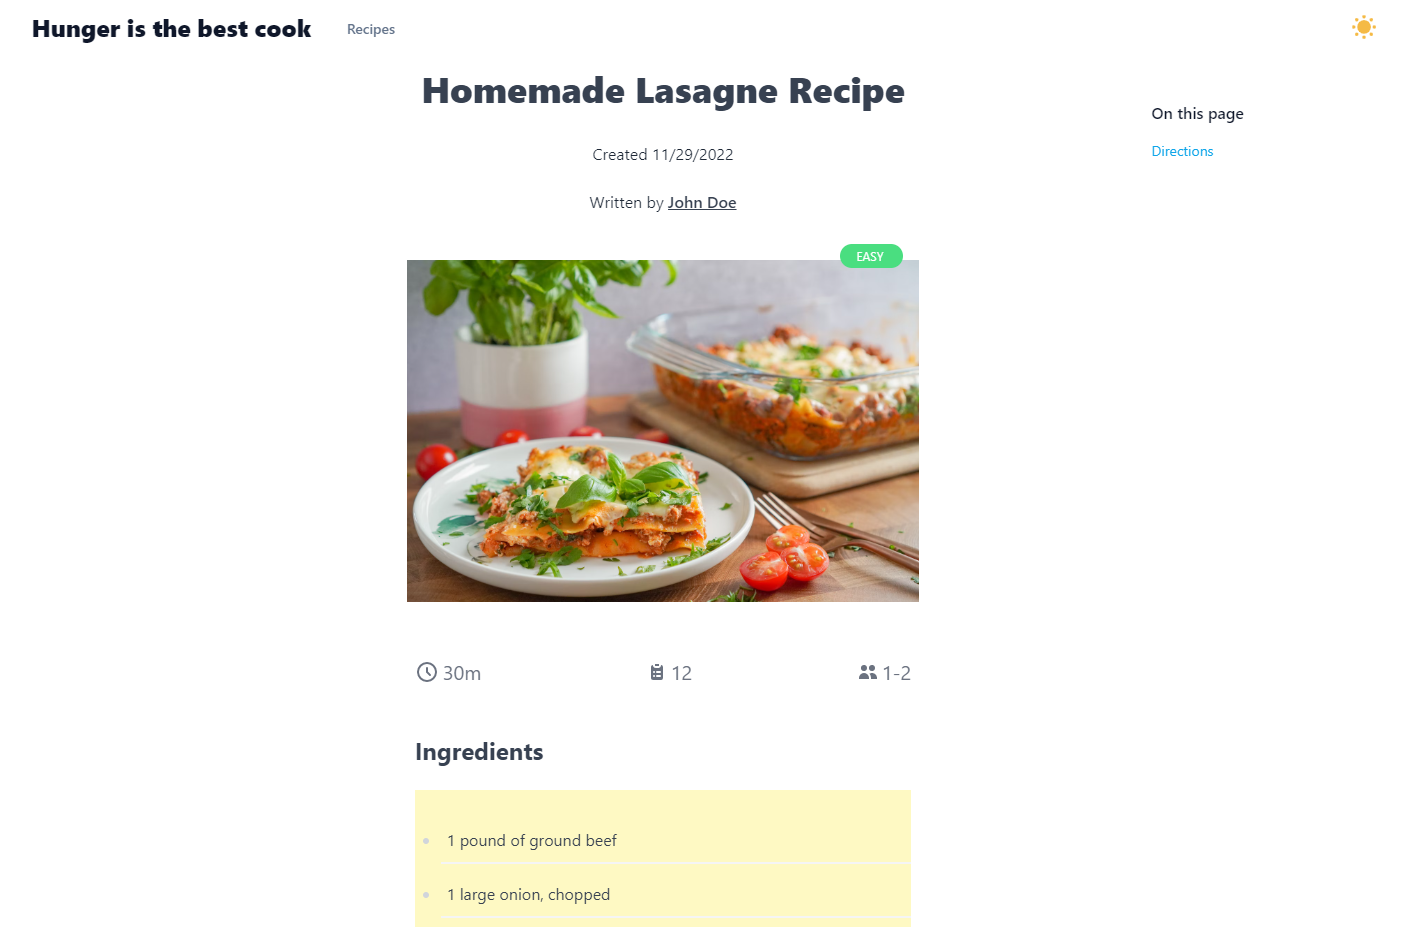 Hunger is the best cook
Recipes
Homemade Lasagne Recipe
On this page
Directions
Created 11/29/2022
Written by John Doe
EASY
30m
12
1-2
Ingredients
1 pound of ground beef
1 large onion, chopped